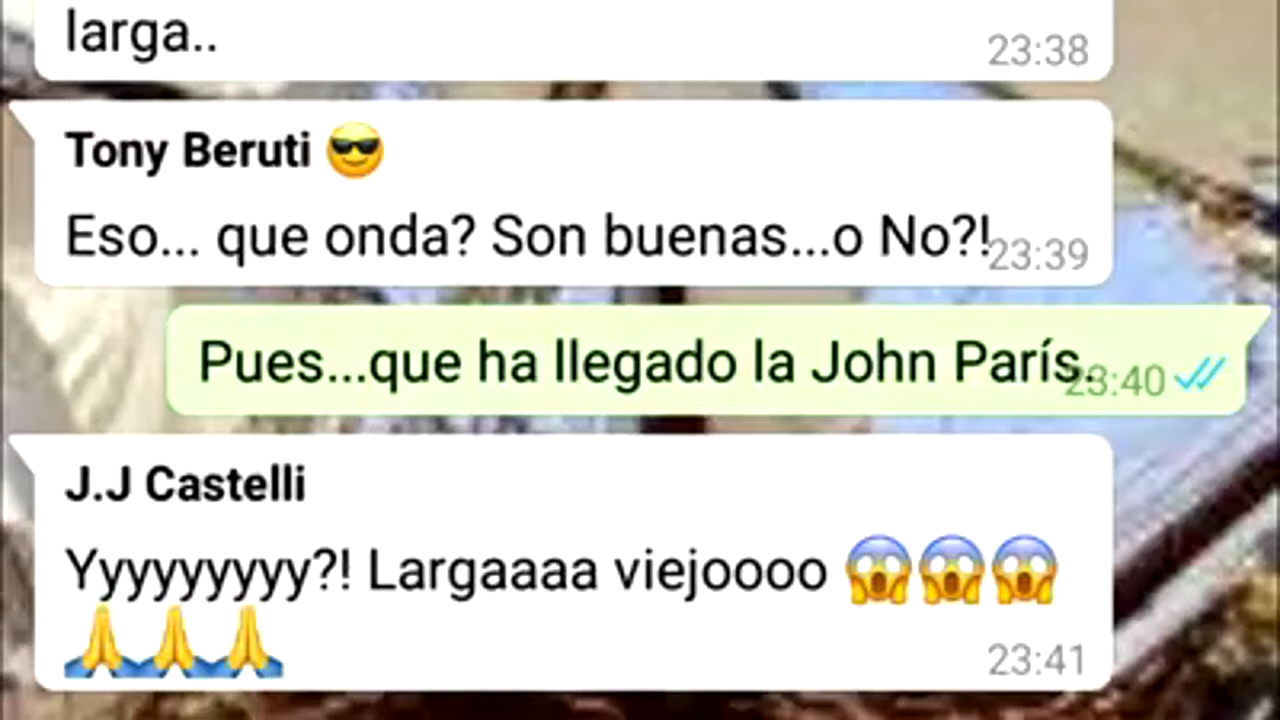 larga..
23:38
Tony Beruti 😎
Eso... que onda? Son buenas...o No?!
23:39
Pues...que ha llegado la John París.
23:40
J.J Castelli
Yyyyyyyyy?! Largaaaa viejoooo 😱😱😱
🙏🙏🙏
23:41